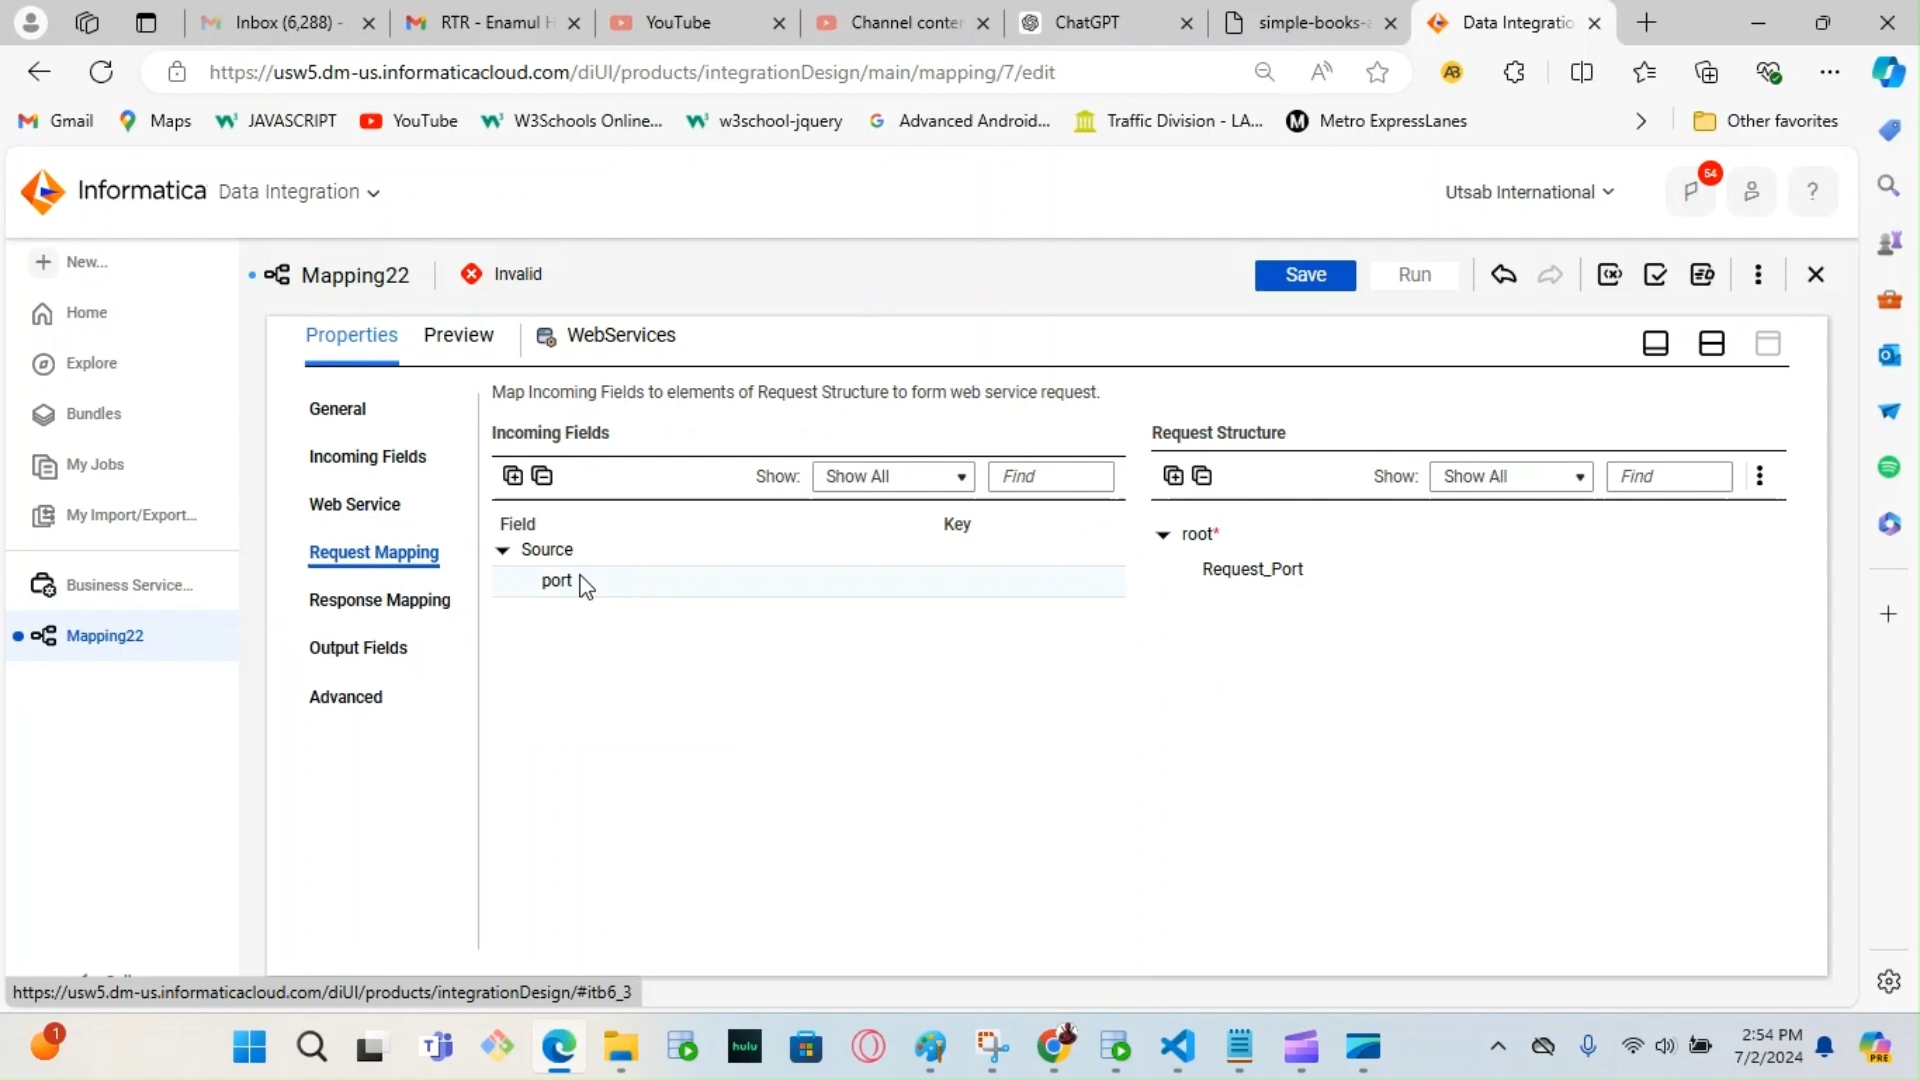 Inbox (6,288) -
RTR - Enamul H
YouTube
Channel conte
ChatGPT
simple-books-
Data Integratio
https://usw5.dm-us.informaticacloud.com/diUI/products/integrationDesign/main/mapping/7/edit
AB
Gmail
Maps
JAVASCRIPT
YouTube
W3Schools Online...
w3school-jquery
Advanced Android...
Traffic Division - LA...
Metro ExpressLanes
Other favorites
Informatica Data Integration
Utsab International
54
?
New...
Home
Explore
Bundles
My Jobs
My Import/Export...
Business Service...
Mapping22
Mapping22
Invalid
Save
Run
Properties
Preview
WebServices
General
Incoming Fields
Web Service
Request Mapping
Response Mapping
Output Fields
Advanced
Map Incoming Fields to elements of Request Structure to form web service request.
Incoming Fields
Show:
Show All
Find
Field
Key
Source
port
Request Structure
Show:
Show All
Find
root*
Request_Port
https://usw5.dm-us.informaticacloud.com/diUI/products/integrationDesign/#itb6_3
1
hulu
2:54 PM
7/2/2024
PRE